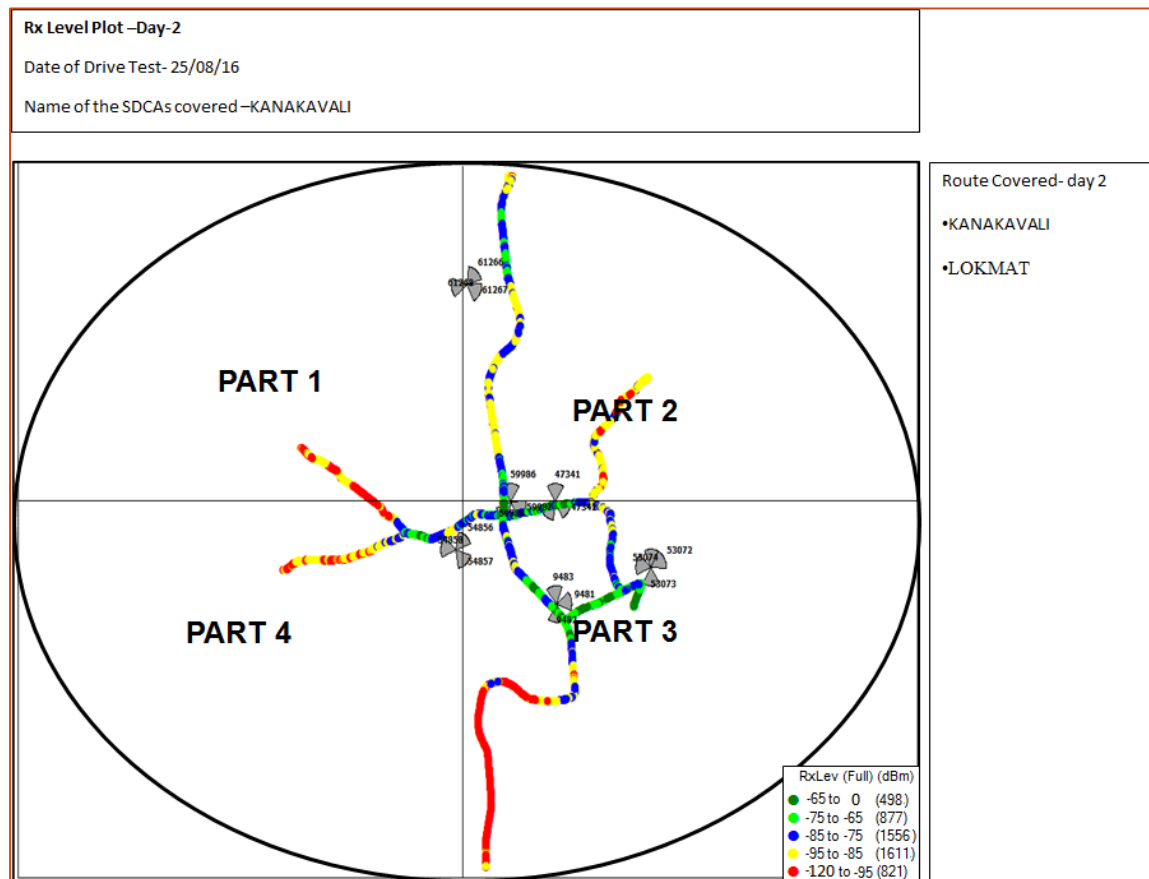 Rx Level Plot –Day-2
Date of Drive Test- 25/08/16
Name of the SDCAs covered –KANAKAVALI
Route Covered- day 2
•KANAKAVALI
•LOKMAT
61266
61267
PART 1
PART 2
59986
47341
54856
54858
54857
53072
53074
53073
9483
9481
PART 4
PART 3
RxLev (Full) (dBm)
-65 to 0 (498)
-75 to -65 (877)
-85 to -75 (1556)
-95 to -85 (1611)
-120 to -95 (821)